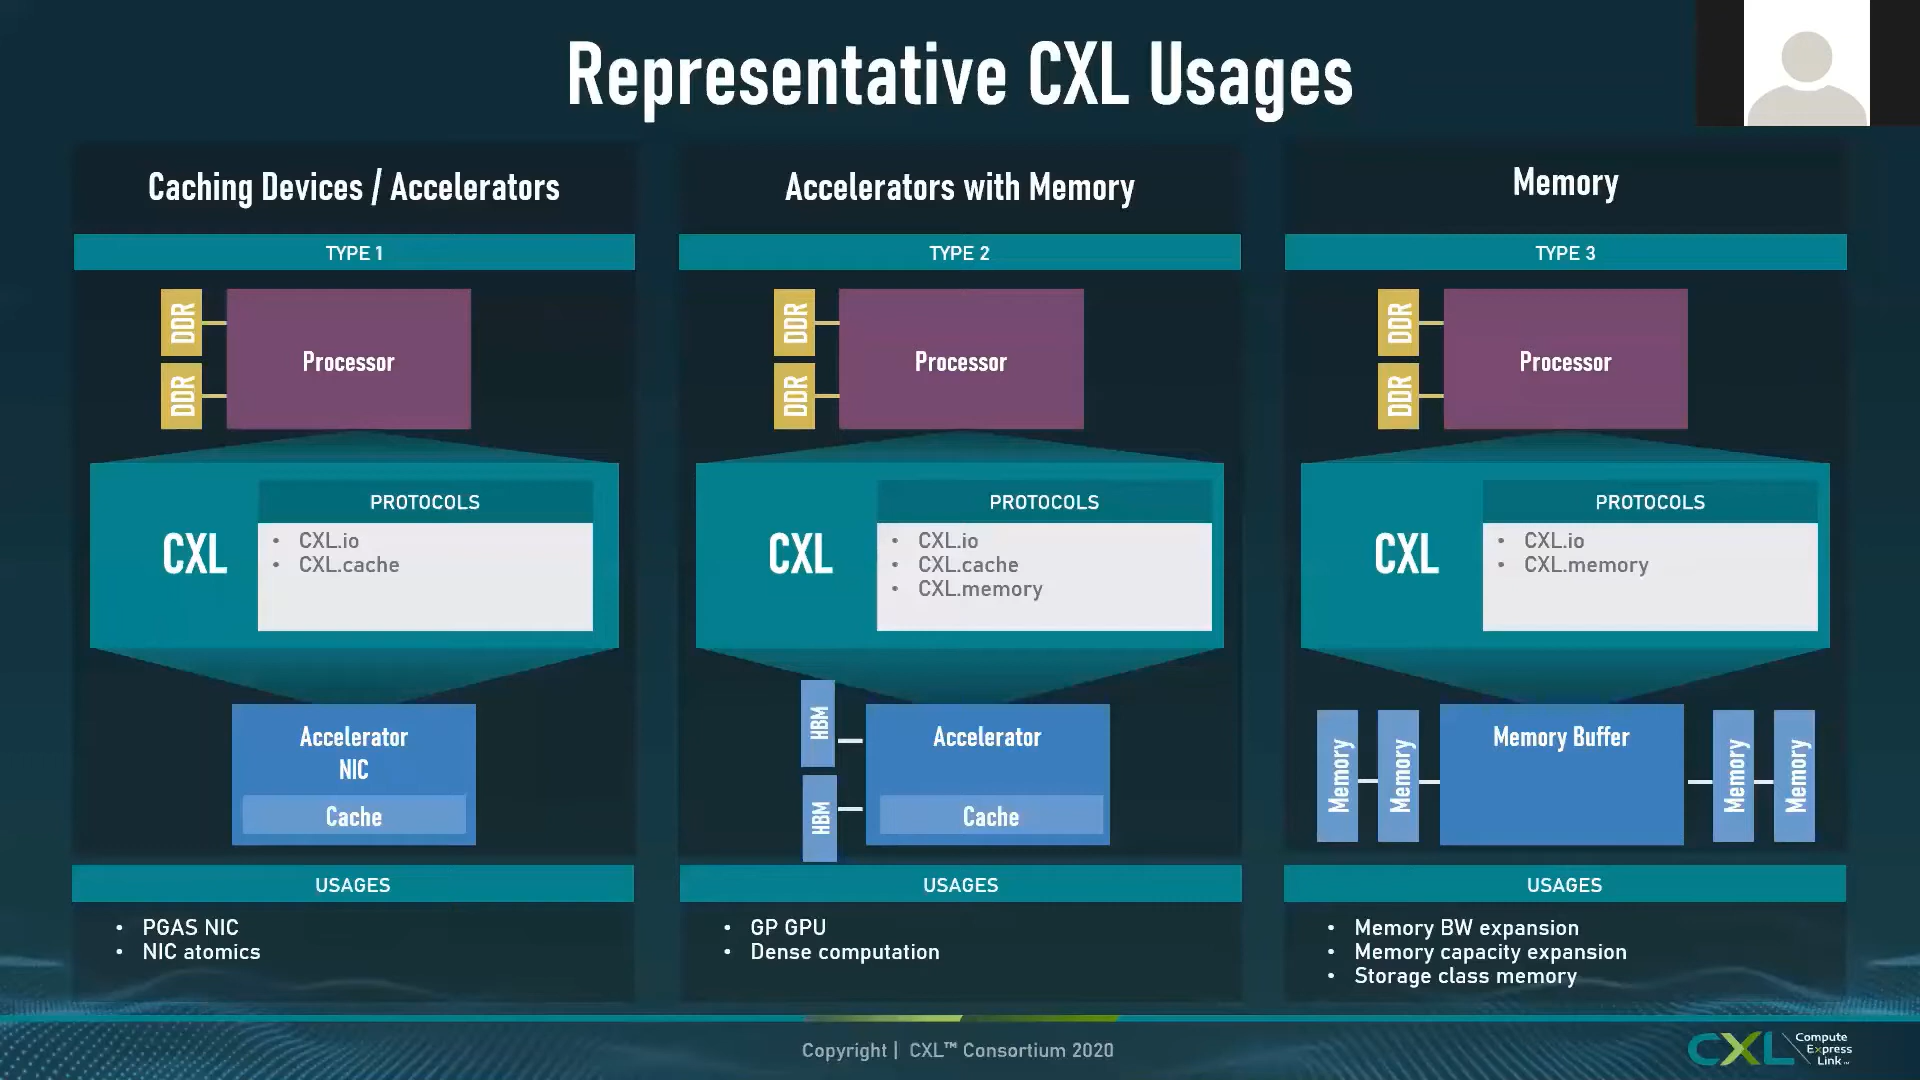 Representative CXL Usages
Caching Devices / Accelerators
TYPE 1
DDR
DDR
Processor
CXL
PROTOCOLS
• CXL.io
• CXL.cache
Accelerator
NIC
Cache
USAGES
• PGAS NIC
• NIC atomics
Accelerators with Memory
TYPE 2
DDR
DDR
Processor
CXL
PROTOCOLS
• CXL.io
• CXL.cache
• CXL.memory
HBM
HBM
Accelerator
Cache
USAGES
• GP GPU
• Dense computation
Memory
TYPE 3
DDR
DDR
Processor
CXL
PROTOCOLS
• CXL.io
• CXL.memory
Memory
Memory
Memory Buffer
Memory
Memory
USAGES
• Memory BW expansion
• Memory capacity expansion
• Storage class memory
Copyright | CXL™ Consortium 2020
CXL
Compute
Express
Link™